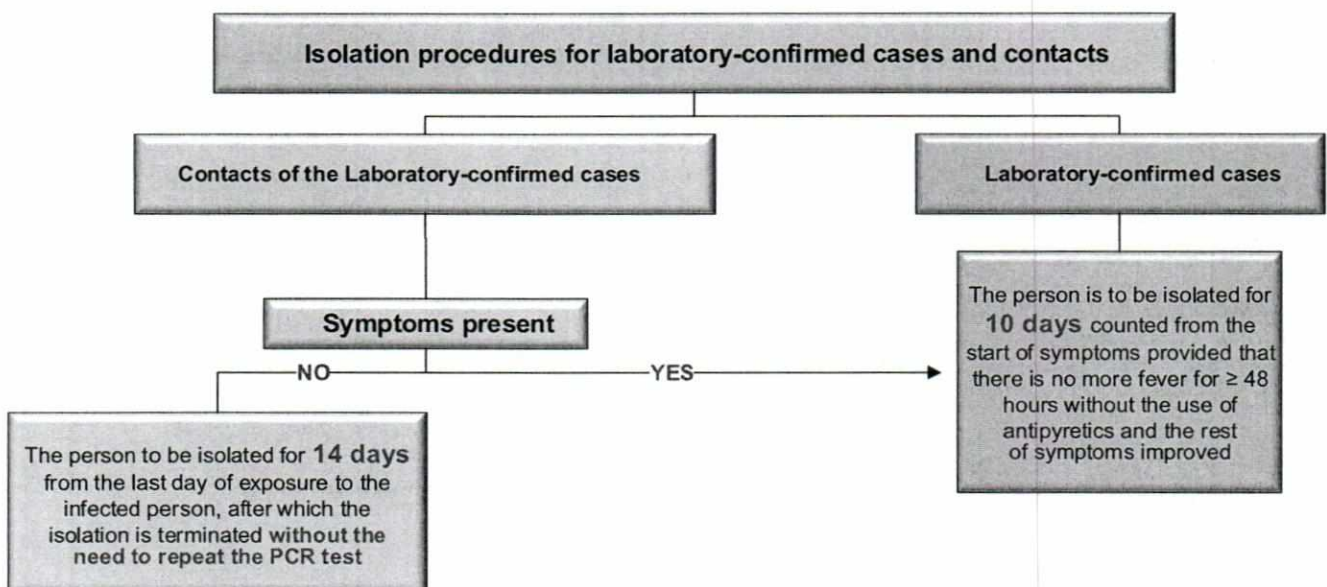 Isolation procedures for laboratory-confirmed cases and contacts
Contacts of the Laboratory-confirmed cases
Laboratory-confirmed cases
Symptoms present
NO
YES
The person is to be isolated for
10 days counted from the
start of symptoms provided that
there is no more fever for ≥ 48
hours without the use of
antipyretics and the rest
of symptoms improved
The person to be isolated for 14 days
from the last day of exposure to the
infected person, after which the
isolation is terminated without the
need to repeat the PCR test